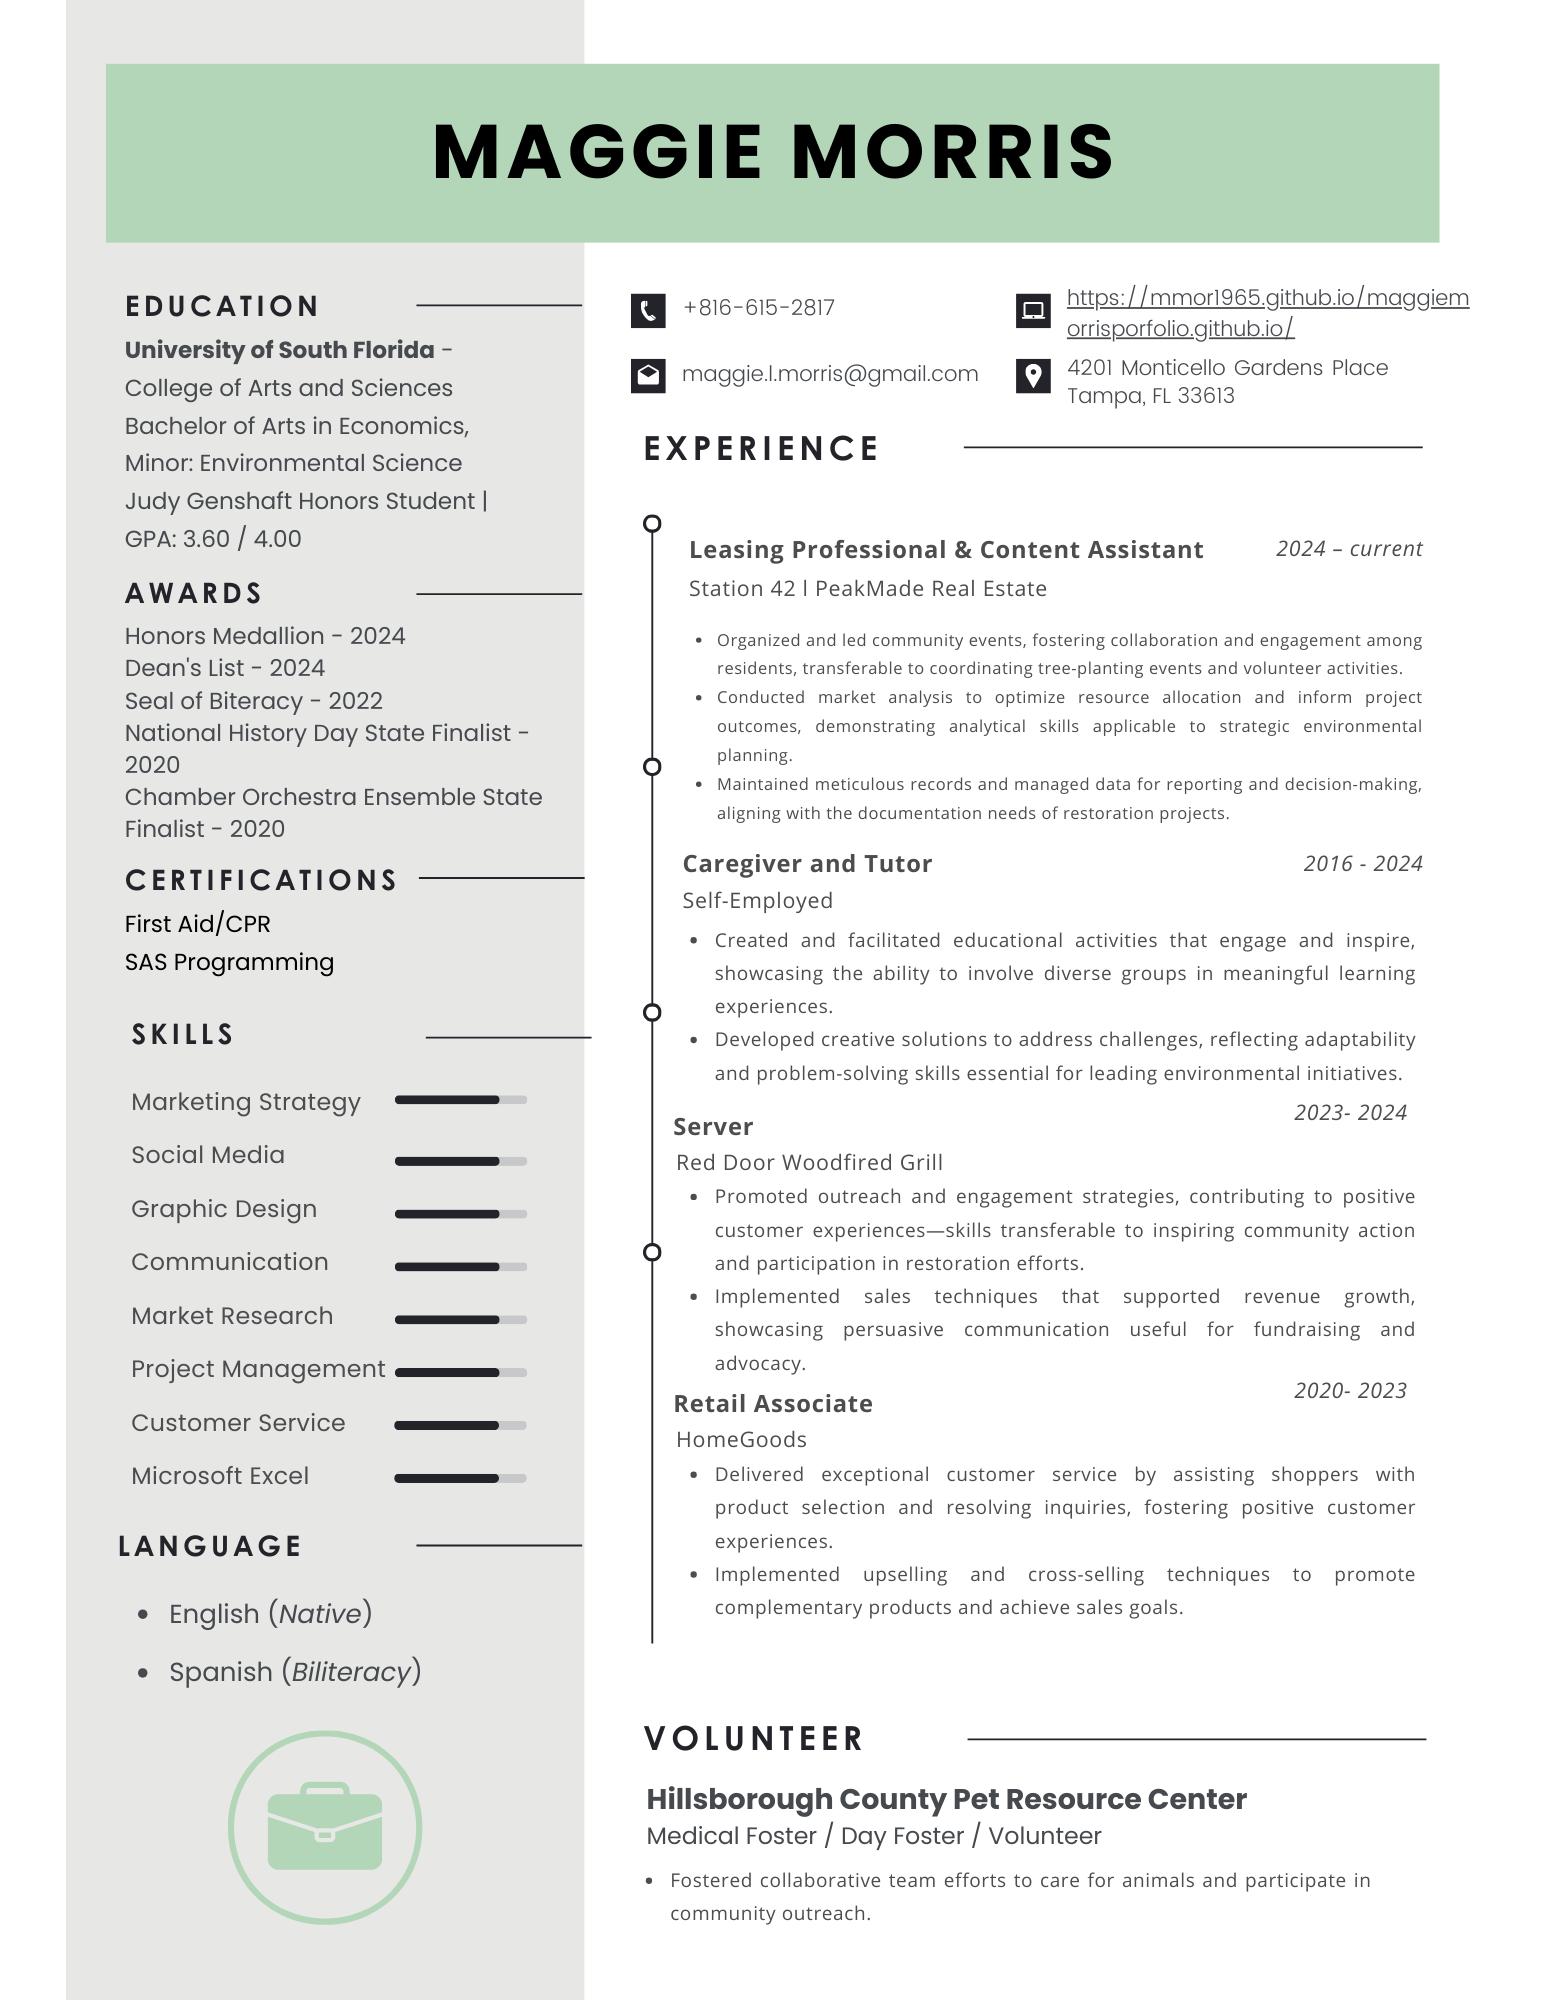 MAGGIE MORRIS
EDUCATION
University of South Florida -
College of Arts and Sciences
Bachelor of Arts in Economics,
Minor: Environmental Science
Judy Genshaft Honors Student |
GPA: 3.60 / 4.00
AWARDS
Honors Medallion - 2024
Dean's List - 2024
Seal of Biteracy - 2022
National History Day State Finalist -
2020
Chamber Orchestra Ensemble State
Finalist - 2020
CERTIFICATIONS
First Aid/CPR
SAS Programming
SKILLS
Marketing Strategy
Social Media
Graphic Design
Communication
Market Research
Project Management
Customer Service
Microsoft Excel
LANGUAGE
• English (Native)
• Spanish (Biliteracy)
+816-615-2817
https://mmor1965.github.io/maggiem
orrisporfolio.github.io/
maggie.l.morris@gmail.com
4201 Monticello Gardens Place
Tampa, FL 33613
EXPERIENCE
Leasing Professional & Content Assistant 2024 – current
Station 42 l PeakMade Real Estate
• Organized and led community events, fostering collaboration and engagement among
residents, transferable to coordinating tree-planting events and volunteer activities.
• Conducted market analysis to optimize resource allocation and inform project
outcomes, demonstrating analytical skills applicable to strategic environmental
planning.
• Maintained meticulous records and managed data for reporting and decision-making,
aligning with the documentation needs of restoration projects.
Caregiver and Tutor 2016 - 2024
Self-Employed
• Created and facilitated educational activities that engage and inspire,
showcasing the ability to involve diverse groups in meaningful learning
experiences.
• Developed creative solutions to address challenges, reflecting adaptability
and problem-solving skills essential for leading environmental initiatives.
Server 2023- 2024
Red Door Woodfired Grill
• Promoted outreach and engagement strategies, contributing to positive
customer experiences—skills transferable to inspiring community action
and participation in restoration efforts.
• Implemented sales techniques that supported revenue growth,
showcasing persuasive communication useful for fundraising and
advocacy.
Retail Associate 2020- 2023
HomeGoods
• Delivered exceptional customer service by assisting shoppers with
product selection and resolving inquiries, fostering positive customer
experiences.
• Implemented upselling and cross-selling techniques to promote
complementary products and achieve sales goals.
VOLUNTEER
Hillsborough County Pet Resource Center
Medical Foster / Day Foster / Volunteer
• Fostered collaborative team efforts to care for animals and participate in
community outreach.